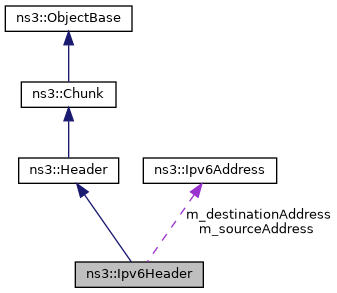 ns3::ObjectBase
ns3::Chunk
ns3::Header
ns3::Ipv6Address
m_destinationAddress
m_sourceAddress
ns3::Ipv6Header